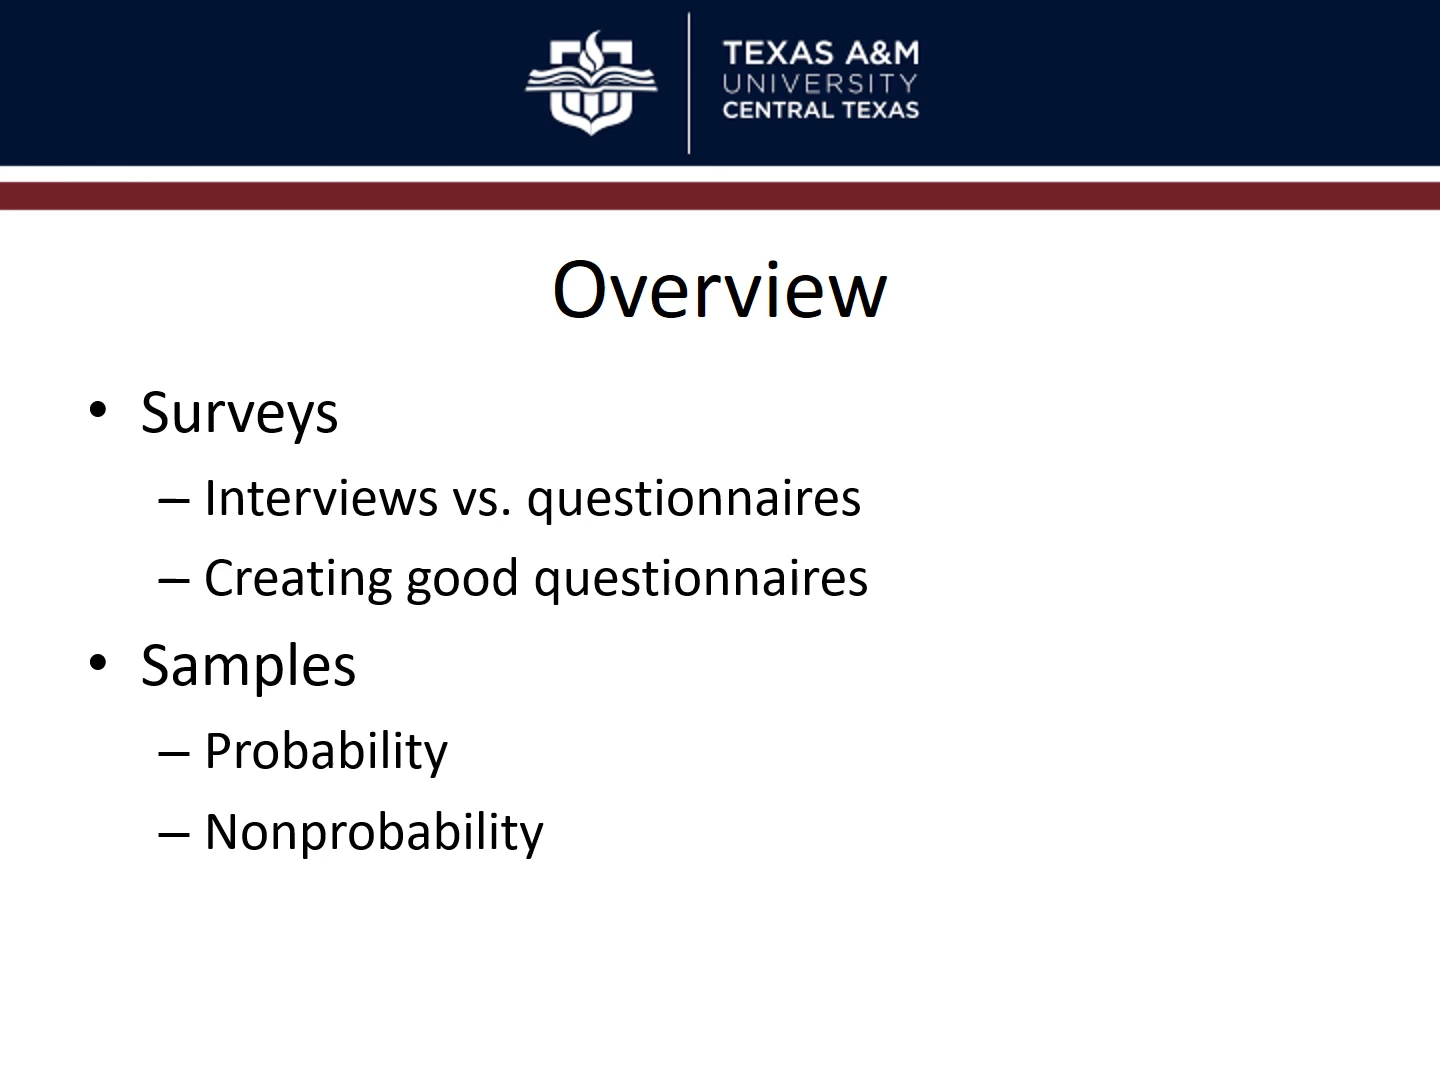 TEXAS A&M
UNIVERSITY
CENTRAL TEXAS
Overview
• Surveys
– Interviews vs. questionnaires
– Creating good questionnaires
• Samples
– Probability
– Nonprobability